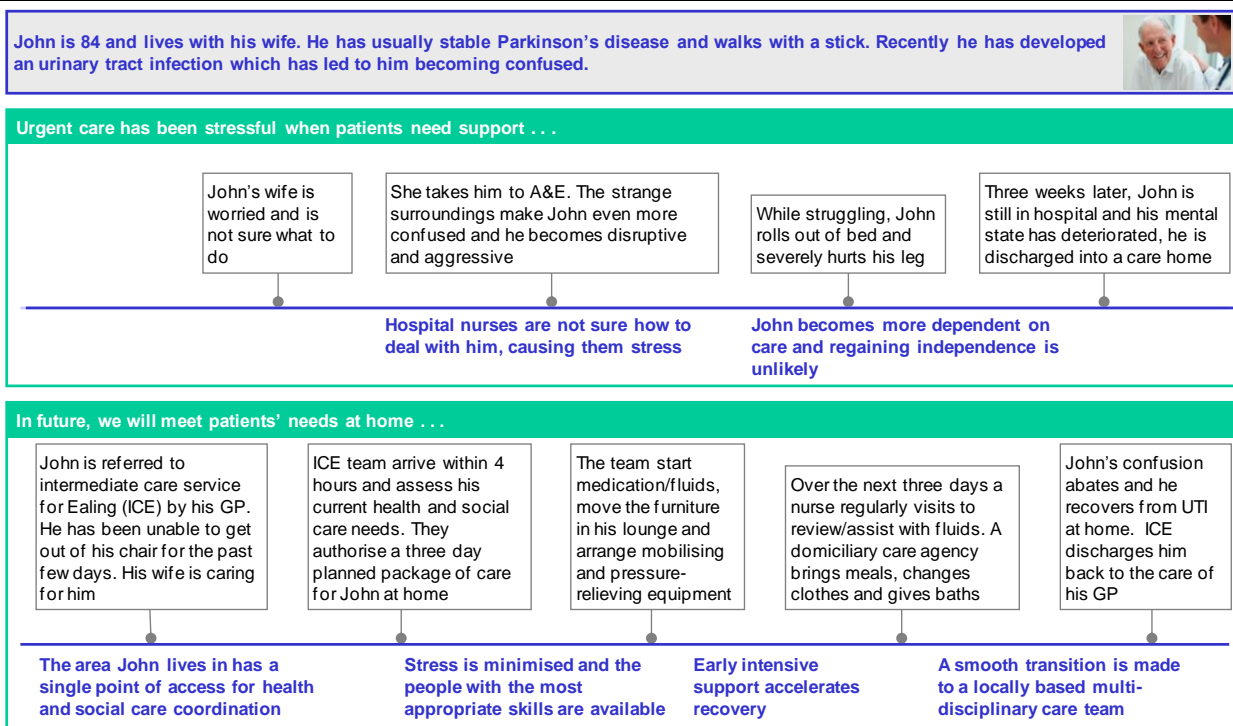 John is 84 and lives with his wife. He has usually stable Parkinson's disease and walks with a stick. Recently he has developed
an urinary tract infection which has led to him becoming confused.
Urgent care has been stressful when patients need support . . .
John's wife is
worried and is
not sure what to
do
She takes him to A&E. The strange
surroundings make John even more
confused and he becomes disruptive
and aggressive
While struggling, John
rolls out of bed and
severely hurts his leg
Three weeks later, John is
still in hospital and his mental
state has deteriorated, he is
discharged into a care home
Hospital nurses are not sure how to
deal with him, causing them stress
John becomes more dependent on
care and regaining independence is
unlikely
In future, we will meet patients' needs at home . . .
John is referred to
intermediate care service
for Ealing (ICE) by his GP.
He has been unable to get
out of his chair for the past
few days. His wife is caring
for him
ICE team arrive within 4
hours and assess his
current health and social
care needs. They
authorise a three day
planned package of care
for John at home
The team start
medication/fluids,
move the furniture
in his lounge and
arrange mobilising
and pressure-
relieving equipment
Over the next three days a
nurse regularly visits to
review/assist with fluids. A
domiciliary care agency
brings meals, changes
clothes and gives baths
John's confusion
abates and he
recovers from UTI
at home. ICE
discharges him
back to the care of
his GP
The area John lives in has a
single point of access for health
and social care coordination
Stress is minimised and the
people with the most
appropriate skills are available
Early intensive
support accelerates
recovery
A smooth transition is made
to a locally based multi-
disciplinary care team